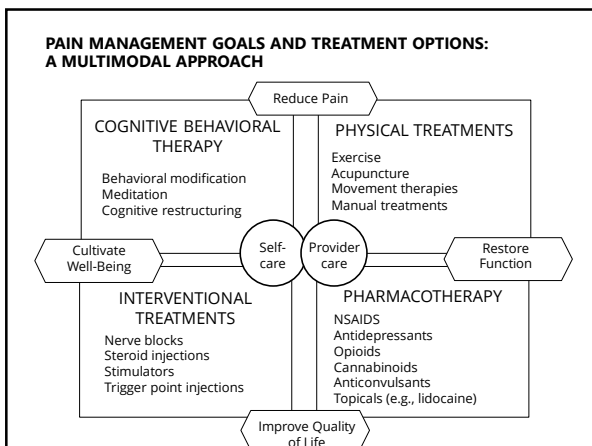 PAIN MANAGEMENT GOALS AND TREATMENT OPTIONS:
A MULTIMODAL APPROACH
Reduce Pain
COGNITIVE BEHAVIORAL
THERAPY
Behavioral modification
Meditation
Cognitive restructuring
PHYSICAL TREATMENTS
Exercise
Acupuncture
Movement therapies
Manual treatments
Cultivate
Well-Being
Self-
care
Provider
care
Restore
Function
INTERVENTIONAL
TREATMENTS
Nerve blocks
Steroid injections
Stimulators
Trigger point injections
PHARMACOTHERAPY
NSAIDS
Antidepressants
Opioids
Cannabinoids
Anticonvulsants
Topicals (e.g., lidocaine)
Improve Quality
of Life